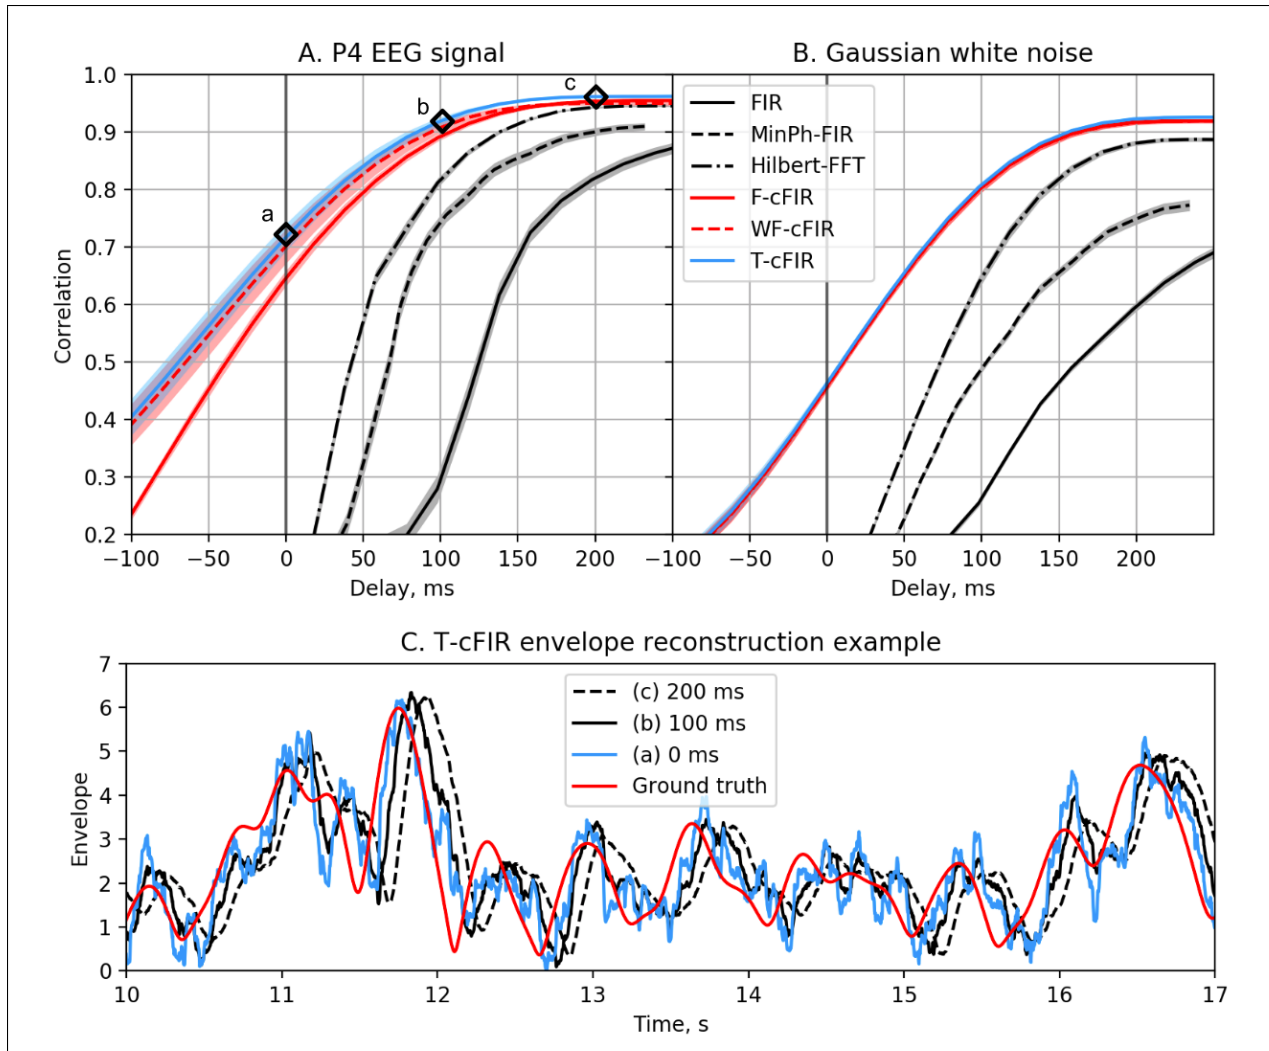 A. P4 EEG signal
B. Gaussian white noise
1.0
0.9
0.8
0.7
0.6
0.5
0.4
0.3
0.2
Correlation
a
b
c
FIR
MinPh-FIR
Hilbert-FFT
F-cFIR
WF-cFIR
T-cFIR
−100 −50 0 50 100 150 200 −100 −50 0 50 100 150 200
Delay, ms
Delay, ms
C. T-cFIR envelope reconstruction example
7
6
5
4
3
2
1
0
Envelope
(c) 200 ms
(b) 100 ms
(a) 0 ms
Ground truth
10 11 12 13 14 15 16 17
Time, s